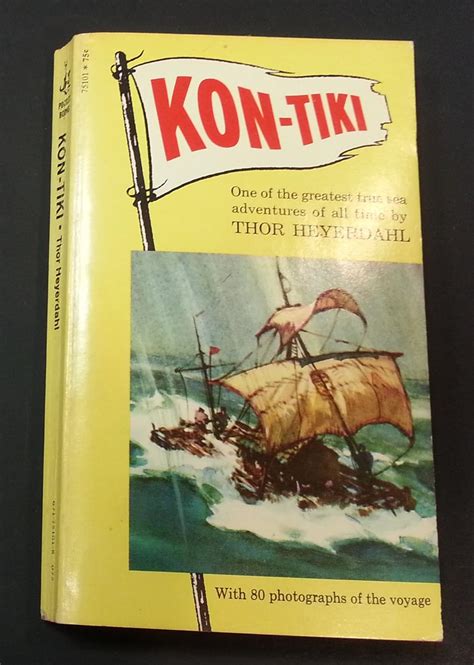 75101 * 75¢
KON-TIKI
One of the greatest true sea
adventures of all time by
THOR HEYERDAHL
With 80 photographs of the voyage
KON-TIKI • Thor Heyerdahl